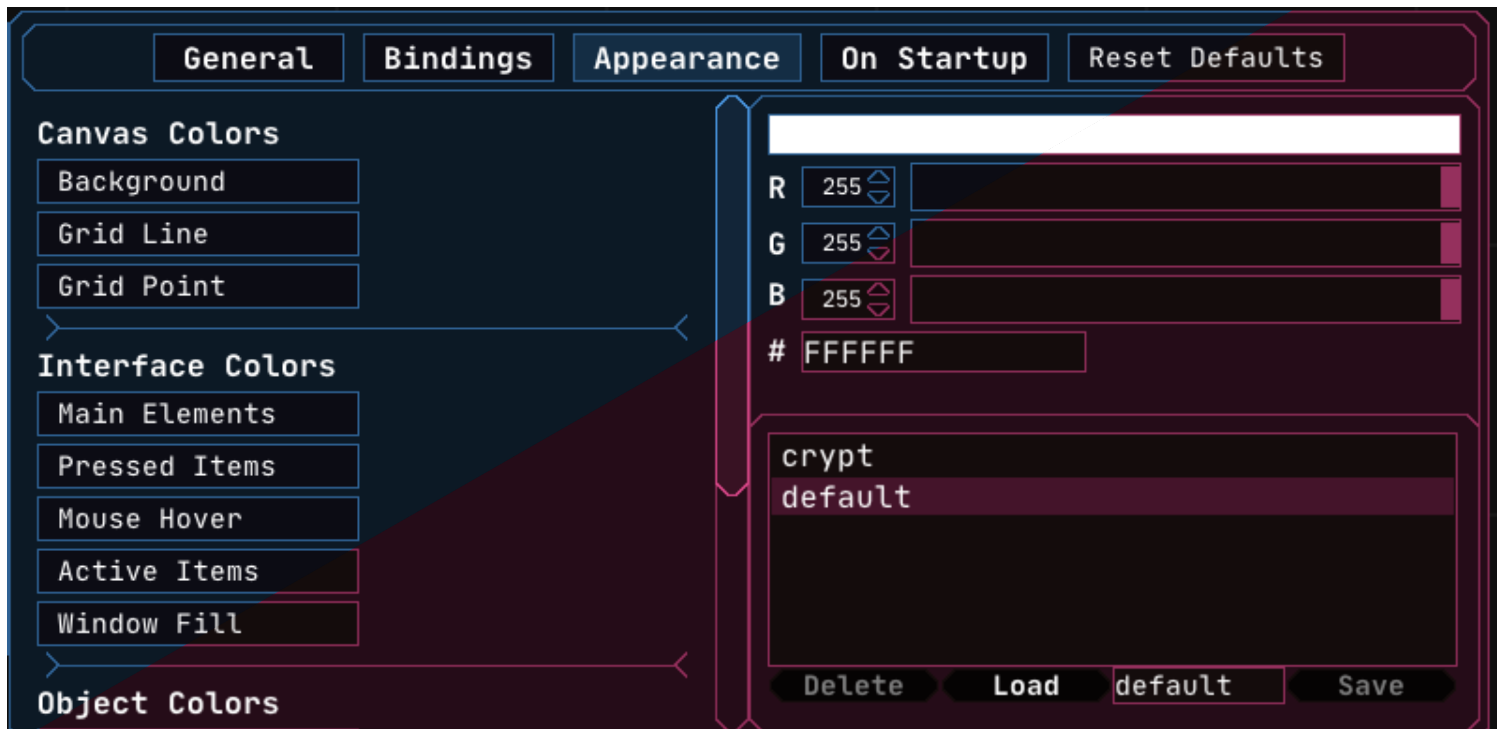 General Bindings Appearance On Startup Reset Defaults
Canvas Colors
Background
Grid Line
Grid Point
Interface Colors
Main Elements
Pressed Items
Mouse Hover
Active Items
Window Fill
Object Colors
R 255
G 255
B 255
# FFFFFF
crypt
default
Delete Load default Save